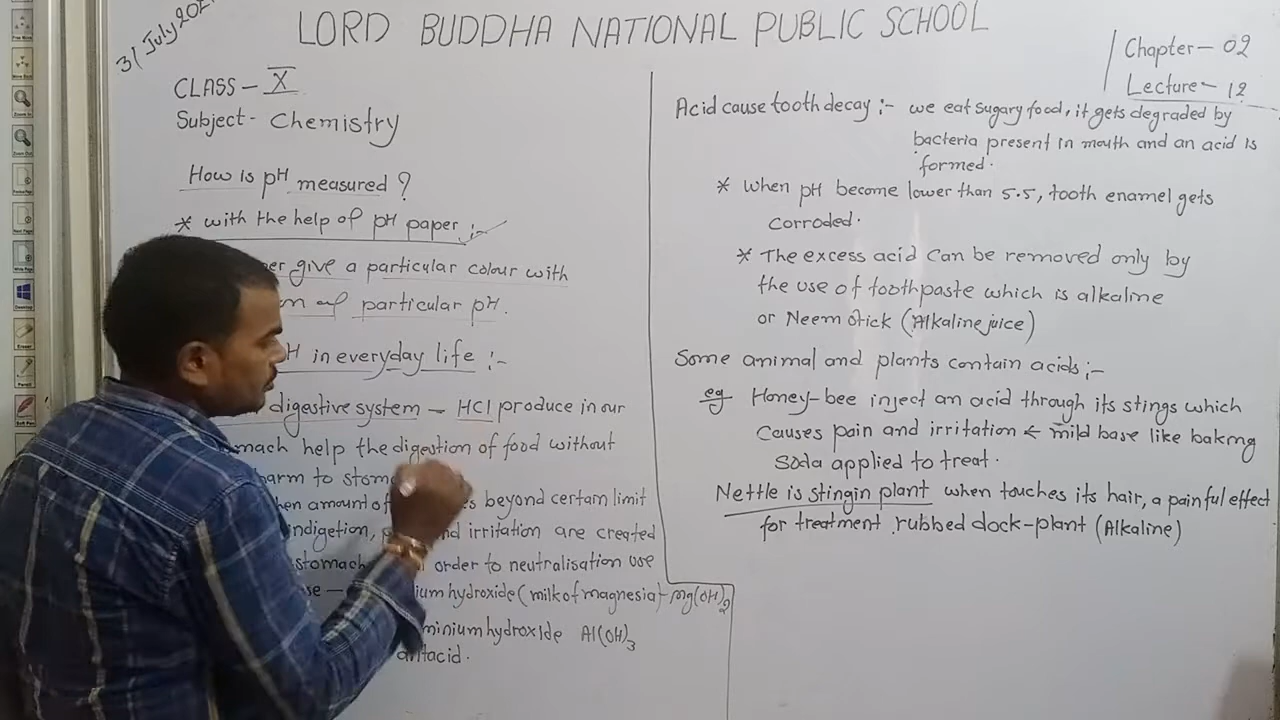 31 July 202
LORD BUDDHA NATIONAL PUBLIC SCHOOL
Chapter - 02
Lecture - 12
CLASS - X
Subject - Chemistry
How is pH measured ?
* with the help of pH paper :-
give a particular colour with
particular pH.
H in everyday life :-
digestive system - HCl produce in our
mach help the digestion of food without
harm to stom
amount of beyond certain limit
indigetion, irritation are created
stomach order to neutralisation use
ium hydroxide (milk of magnesia) - Mg(OH)2
minium hydroxide Al(OH)3
antacid.
Acid cause tooth decay :- we eat sugary food, it gets degraded by
bacteria present in mouth and an acid is
formed.
* When pH become lower than 5.5, tooth enamel gets
corroded.
* The excess acid can be removed only by
the use of toothpaste which is alkaline
or Neem Stick (Alkaline juice)
Some animal and plants contain acids :-
eg Honey-bee inject an acid through its stings which
causes pain and irritation ← mild base like baking
Soda applied to treat.
Nettle is stingin plant when touches its hair, a painful effect
for treatment rubbed dock-plant (Alkaline)